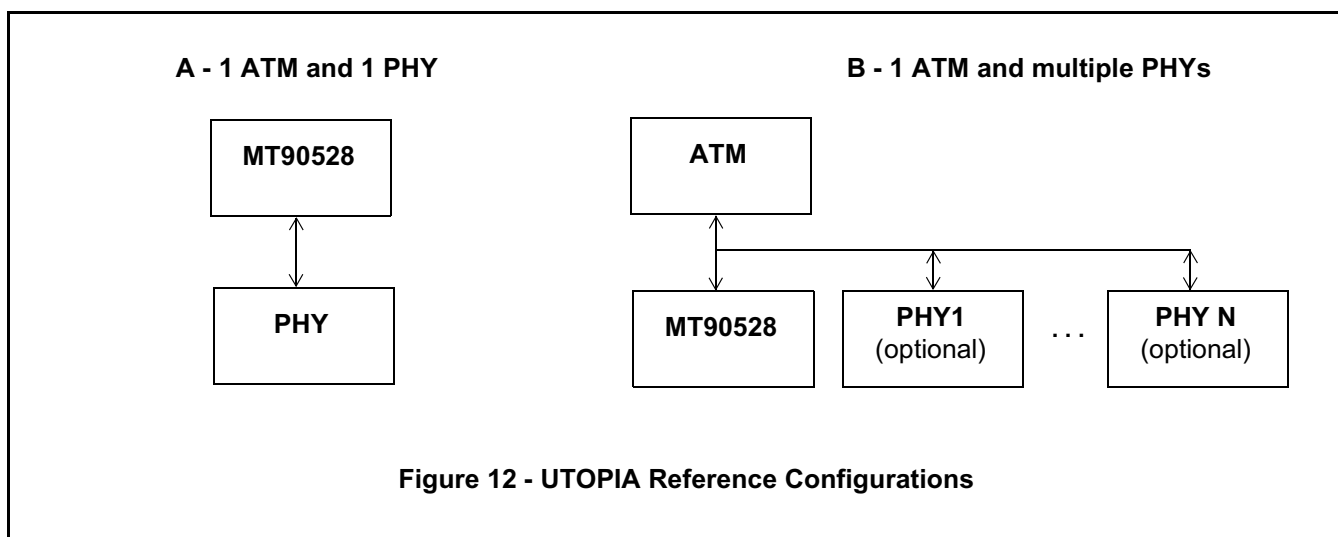 A - 1 ATM and 1 PHY
MT90528
PHY
B - 1 ATM and multiple PHYs
ATM
MT90528
PHY1
(optional)
. . .
PHY N
(optional)
Figure 12 - UTOPIA Reference Configurations